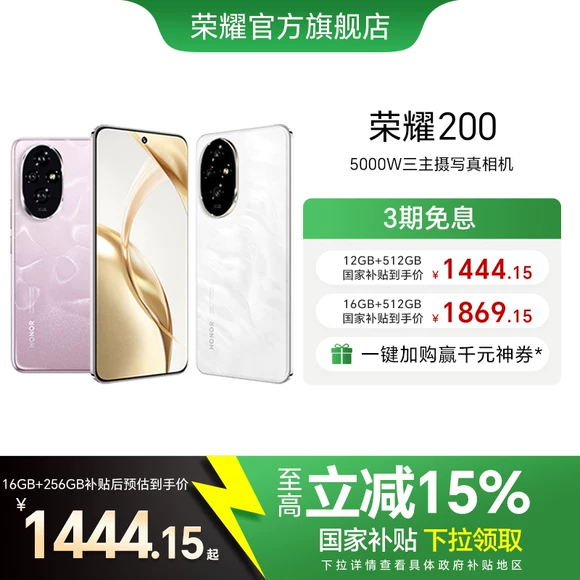 荣耀官方旗舰店
荣耀200
5000W三主摄写真相机
3期免息
12GB+512GB
国家补贴到手价 ¥1444.15
16GB+512GB
国家补贴到手价 ¥1869.15
一键加购赢千元神券*
HONOR
HONOR
16GB+256GB补贴后预估到手价
¥1444.15起
至高立减15%
国家补贴 下拉领取
下拉详情查看具体政府补贴地区